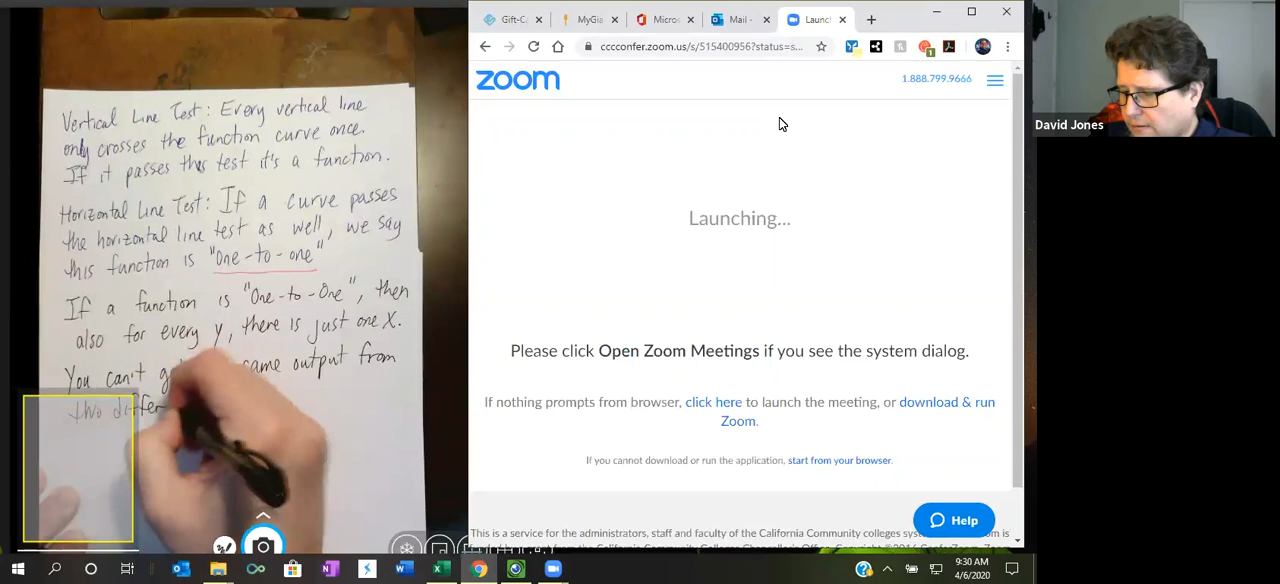 Vertical Line Test: Every vertical line
only crosses the function curve once.
If it passes this test it's a function.
Horizontal Line Test: If a curve passes
the horizontal line test as well, we say
this function is "One-to-one"
If a function is "One-to-One", then
also for every y, there is just one X.
You can't same output from
two differ
Gift-C
MyGia
Micros
Mail -
Launc
cccconfer.zoom.us/s/515400956?status=s...
zoom
1.888.799.9666
Launching...
Please click Open Zoom Meetings if you see the system dialog.
If nothing prompts from browser, click here to launch the meeting, or download & run
Zoom.
If you cannot download or run the application, start from your browser.
Help
This is a service for the administrators, staff and faculty of the California Community colleges
David Jones
9:30 AM
4/6/2020